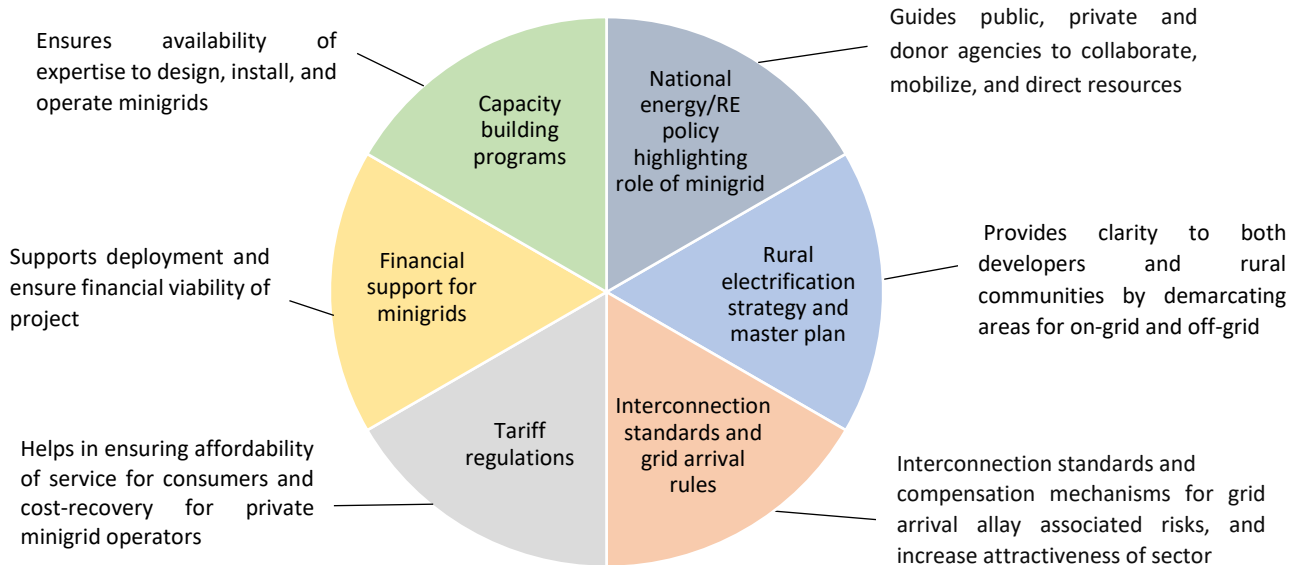 Ensures availability of
expertise to design, install, and
operate minigrids
Capacity
building
programs
National
energy/RE
policy
highlighting
role of minigrid
Guides public, private and
donor agencies to collaborate,
mobilize, and direct resources
Supports deployment and
ensure financial viability of
project
Financial
support for
minigrids
Rural
electrification
strategy and
master plan
Provides clarity to both
developers and rural
communities by demarcating
areas for on-grid and off-grid
Helps in ensuring affordability
of service for consumers and
cost-recovery for private
minigrid operators
Tariff
regulations
Interconnection
standards and
grid arrival
rules
Interconnection standards and
compensation mechanisms for grid
arrival allay associated risks, and
increase attractiveness of sector